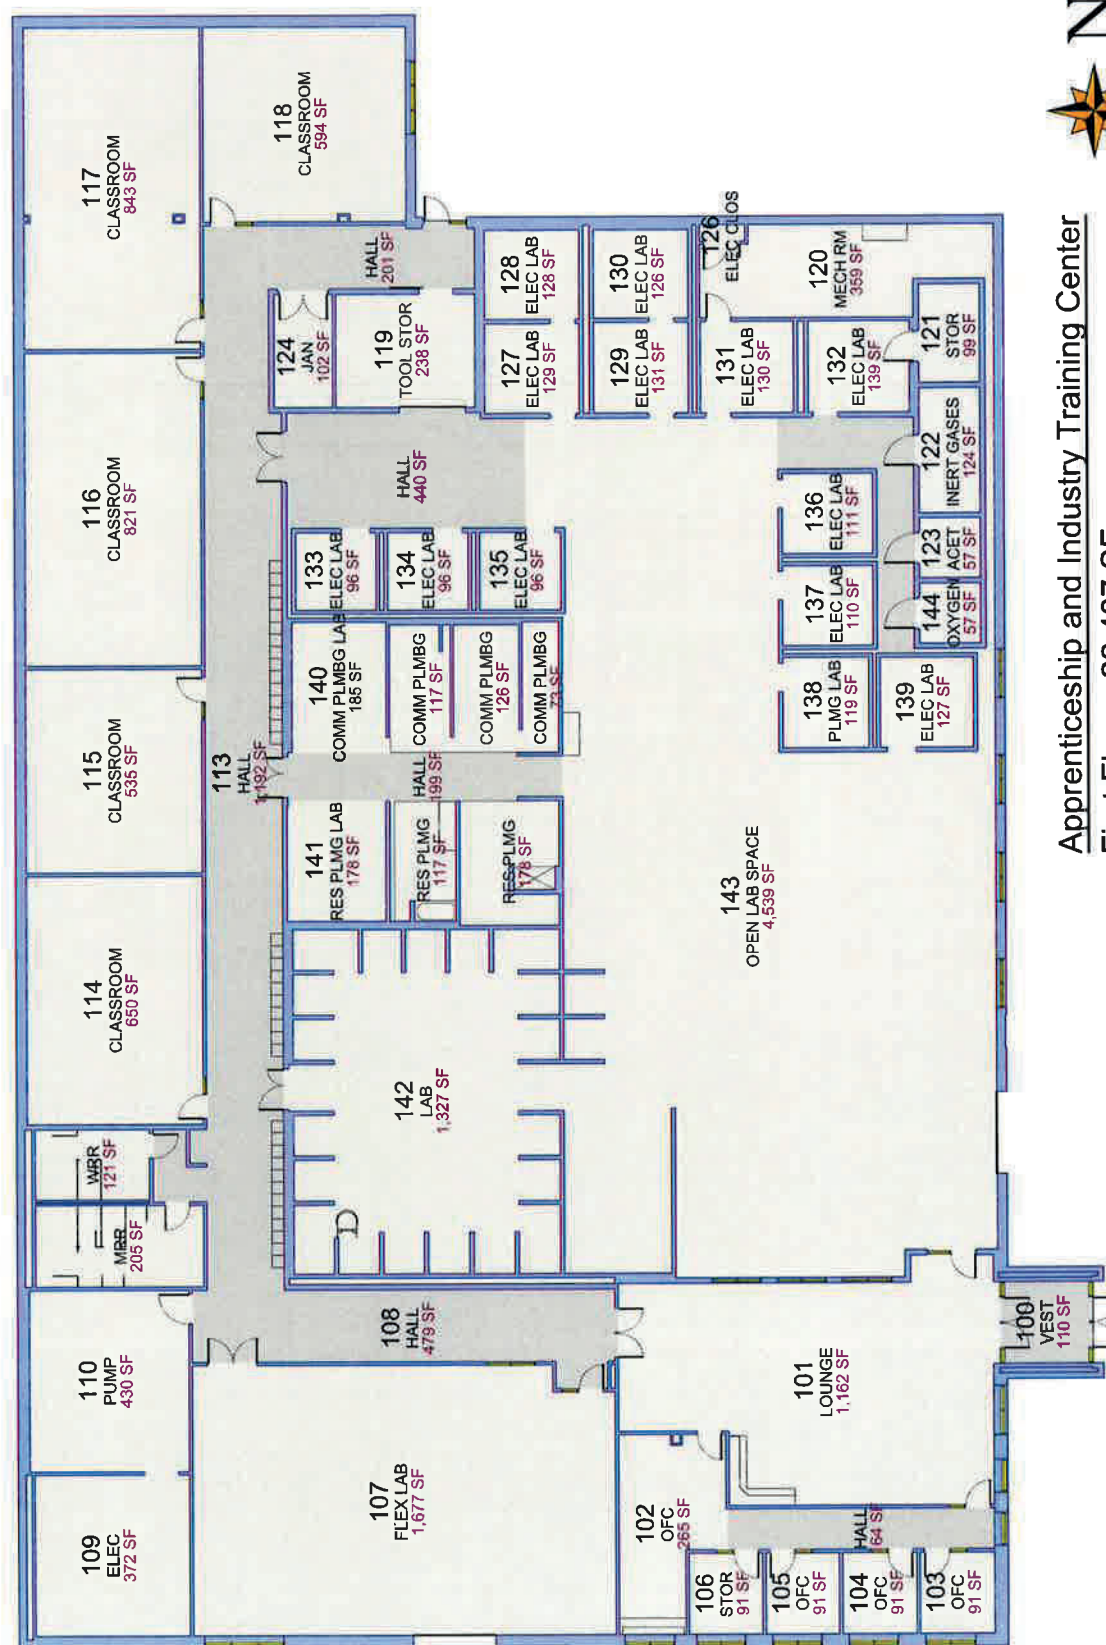 117
CLASSROOM
843 SF
118
CLASSROOM
594 SF
116
CLASSROOM
821 SF
115
CLASSROOM
535 SF
114
CLASSROOM
650 SF
WRR
121 SF
MRR
205 SF
110
PUMP
430 SF
109
ELEC
372 SF
HALL
201 SF
124
JAN
102 SF
119
TOOL STOR
238 SF
HALL
440 SF
113
HALL
1,192 SF
128
ELEC LAB
128 SF
127
ELEC LAB
129 SF
130
ELEC LAB
126 SF
129
ELEC LAB
131 SF
126
ELEC CLOS
120
MECH RM
359 SF
131
ELEC LAB
130 SF
132
ELEC LAB
139 SF
121
STOR
99 SF
122
INERT GASES
124 SF
123
ACET
57 SF
144
OXYGEN
57 SF
133
ELEC LAB
96 SF
134
ELEC LAB
96 SF
135
ELEC LAB
96 SF
136
ELEC LAB
111 SF
137
ELEC LAB
110 SF
138
PLMG LAB
119 SF
139
ELEC LAB
127 SF
140
COMM PLMBG LAB
185 SF
COMM PLMBG
117 SF
COMM PLMBG
126 SF
COMM PLMBG
73 SF
HALL
199 SF
141
RES PLMG LAB
178 SF
RES PLMG
117 SF
RES PLMG
178 SF
143
OPEN LAB SPACE
4,539 SF
142
LAB
1,327 SF
D
108
HALL
479 SF
107
FLEX LAB
1,677 SF
101
LOUNGE
1,162 SF
100
VEST
110 SF
102
OFC
265 SF
HALL
64 SF
106
STOR
91 SF
105
OFC
91 SF
104
OFC
91 SF
103
OFC
91 SF
N
Apprenticeship and Industry Training Center